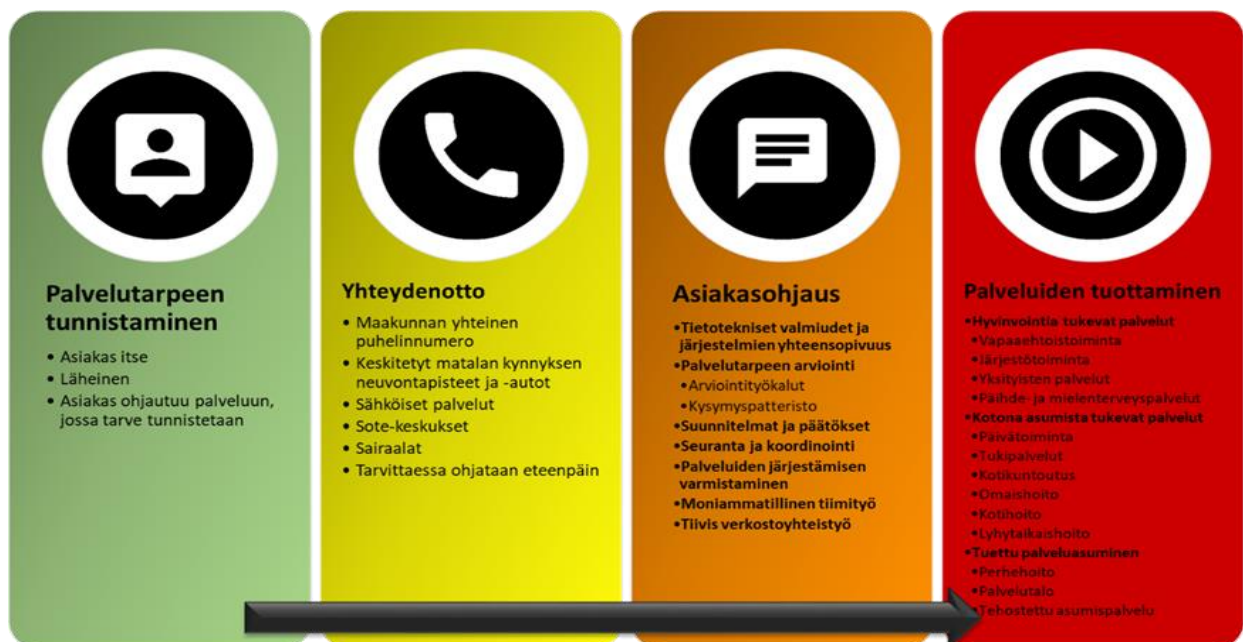 Palvelutarpeen
tunnistaminen
• Asiakas itse
• Läheinen
• Asiakas ohjautuu palveluun,
jossa tarve tunnistetaan
Yhteydenotto
• Maakunnan yhteinen
puhelinnumero
• Keskitetyt matalan kynnyksen
neuvontapisteet ja -autot
• Sähköiset palvelut
• Sote-keskukset
• Sairaalat
• Tarvittaessa ohjataan eteenpäin
Asiakasohjaus
•Tietotekniset valmiudet ja
järjestelmien yhteensopivuus
•Palvelutarpeen arviointi
•Arviointityökalut
•Kysymyspatteristo
•Suunnitelmat ja päätökset
•Seuranta ja koordinointi
•Palveluiden järjestämisen
varmistaminen
•Moniammatillinen tiimityö
•Tiivis verkostoyhteistyö
Palveluiden tuottaminen
•Hyvinvointia tukevat palvelut
•Vapaaehtoistoiminta
•Järjestötoiminta
•Yksityisten palvelut
•Päihde- ja mielenterveyspalvelut
•Kotona asumista tukevat palvelut
•Päivätoiminta
•Tukipalvelut
•Kotikuntoutus
•Omaishoito
•Kotihoito
•Lyhytaikaishoito
•Tuettu palveluasuminen
•Perhehoito
•Palvelutalo
•Tehostettu asumispalvelu